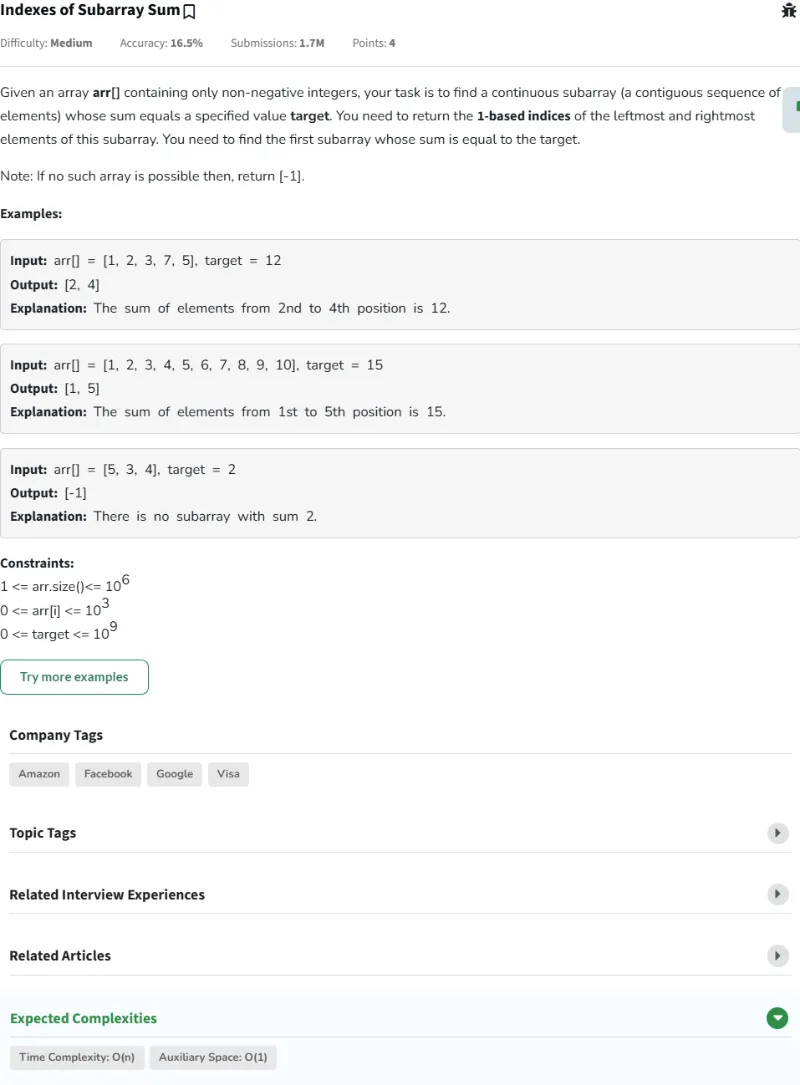 Indexes of Subarray Sum
Difficulty: Medium Accuracy: 16.5% Submissions: 1.7M Points: 4
Given an array arr[] containing only non-negative integers, your task is to find a continuous subarray (a contiguous sequence of
elements) whose sum equals a specified value target. You need to return the 1-based indices of the leftmost and rightmost
elements of this subarray. You need to find the first subarray whose sum is equal to the target.
Note: If no such array is possible then, return [-1].
Examples:
Input: arr[] = [1, 2, 3, 7, 5], target = 12
Output: [2, 4]
Explanation: The sum of elements from 2nd to 4th position is 12.
Input: arr[] = [1, 2, 3, 4, 5, 6, 7, 8, 9, 10], target = 15
Output: [1, 5]
Explanation: The sum of elements from 1st to 5th position is 15.
Input: arr[] = [5, 3, 4], target = 2
Output: [-1]
Explanation: There is no subarray with sum 2.
Constraints:
1 <= arr.size()<= 10^6
0 <= arr[i] <= 10^3
0 <= target <= 10^9
Try more examples
Company Tags
Amazon Facebook Google Visa
Topic Tags
Related Interview Experiences
Related Articles
Expected Complexities
Time Complexity: O(n) Auxiliary Space: O(1)